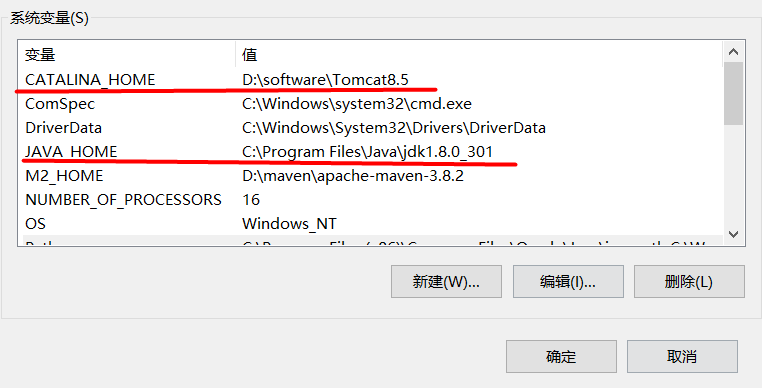 系统变量(S)
变量 值
CATALINA_HOME D:\software\Tomcat8.5
ComSpec C:\Windows\system32\cmd.exe
DriverData C:\Windows\System32\Drivers\DriverData
JAVA_HOME C:\Program Files\Java\jdk1.8.0_301
M2_HOME D:\maven\apache-maven-3.8.2
NUMBER_OF_PROCESSORS 16
OS Windows_NT
新建(W)... 编辑(I)... 删除(L)
确定 取消